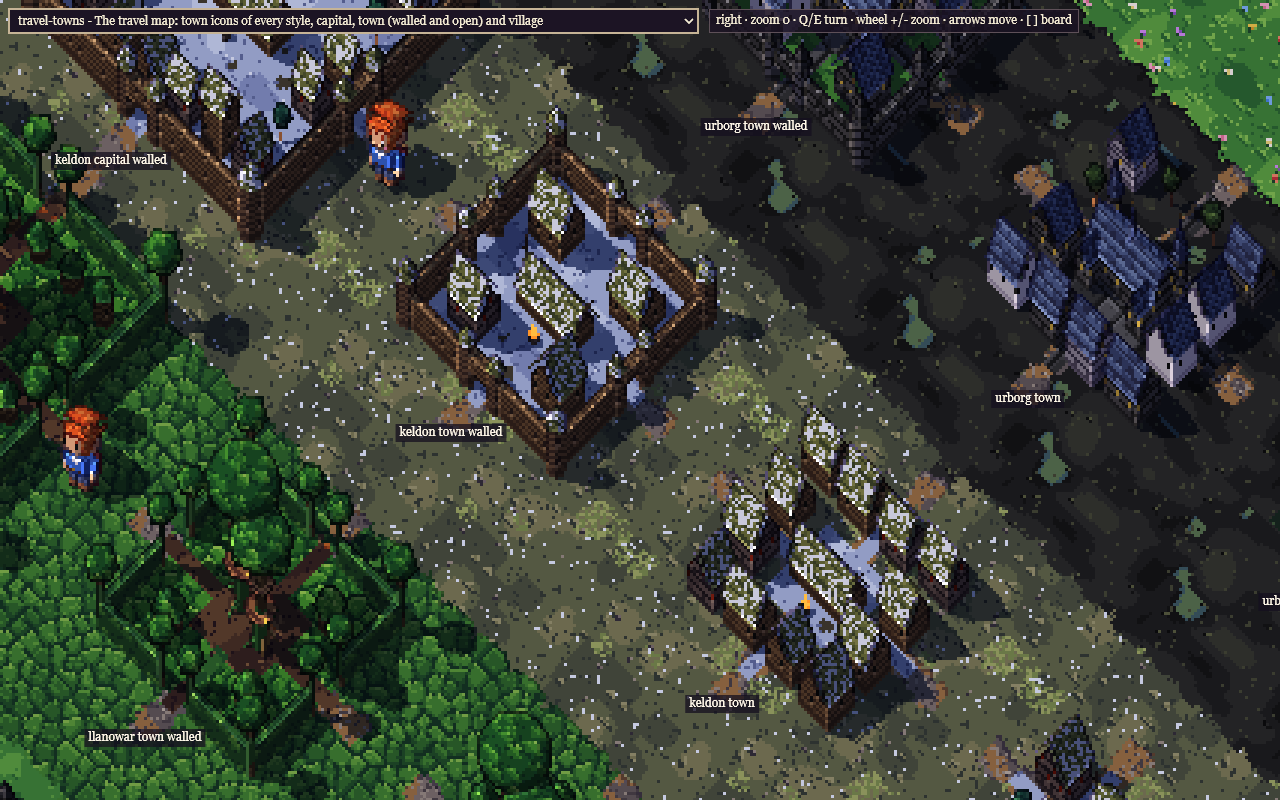 travel-towns - The travel map: town icons of every style, capital, town (walled and open) and village
right · zoom 0 · Q/E turn · wheel +/- zoom · arrows move · [ ] board
urborg town walled
keldon capital walled
urborg town
keldon town walled
urb
keldon town
llanowar town walled